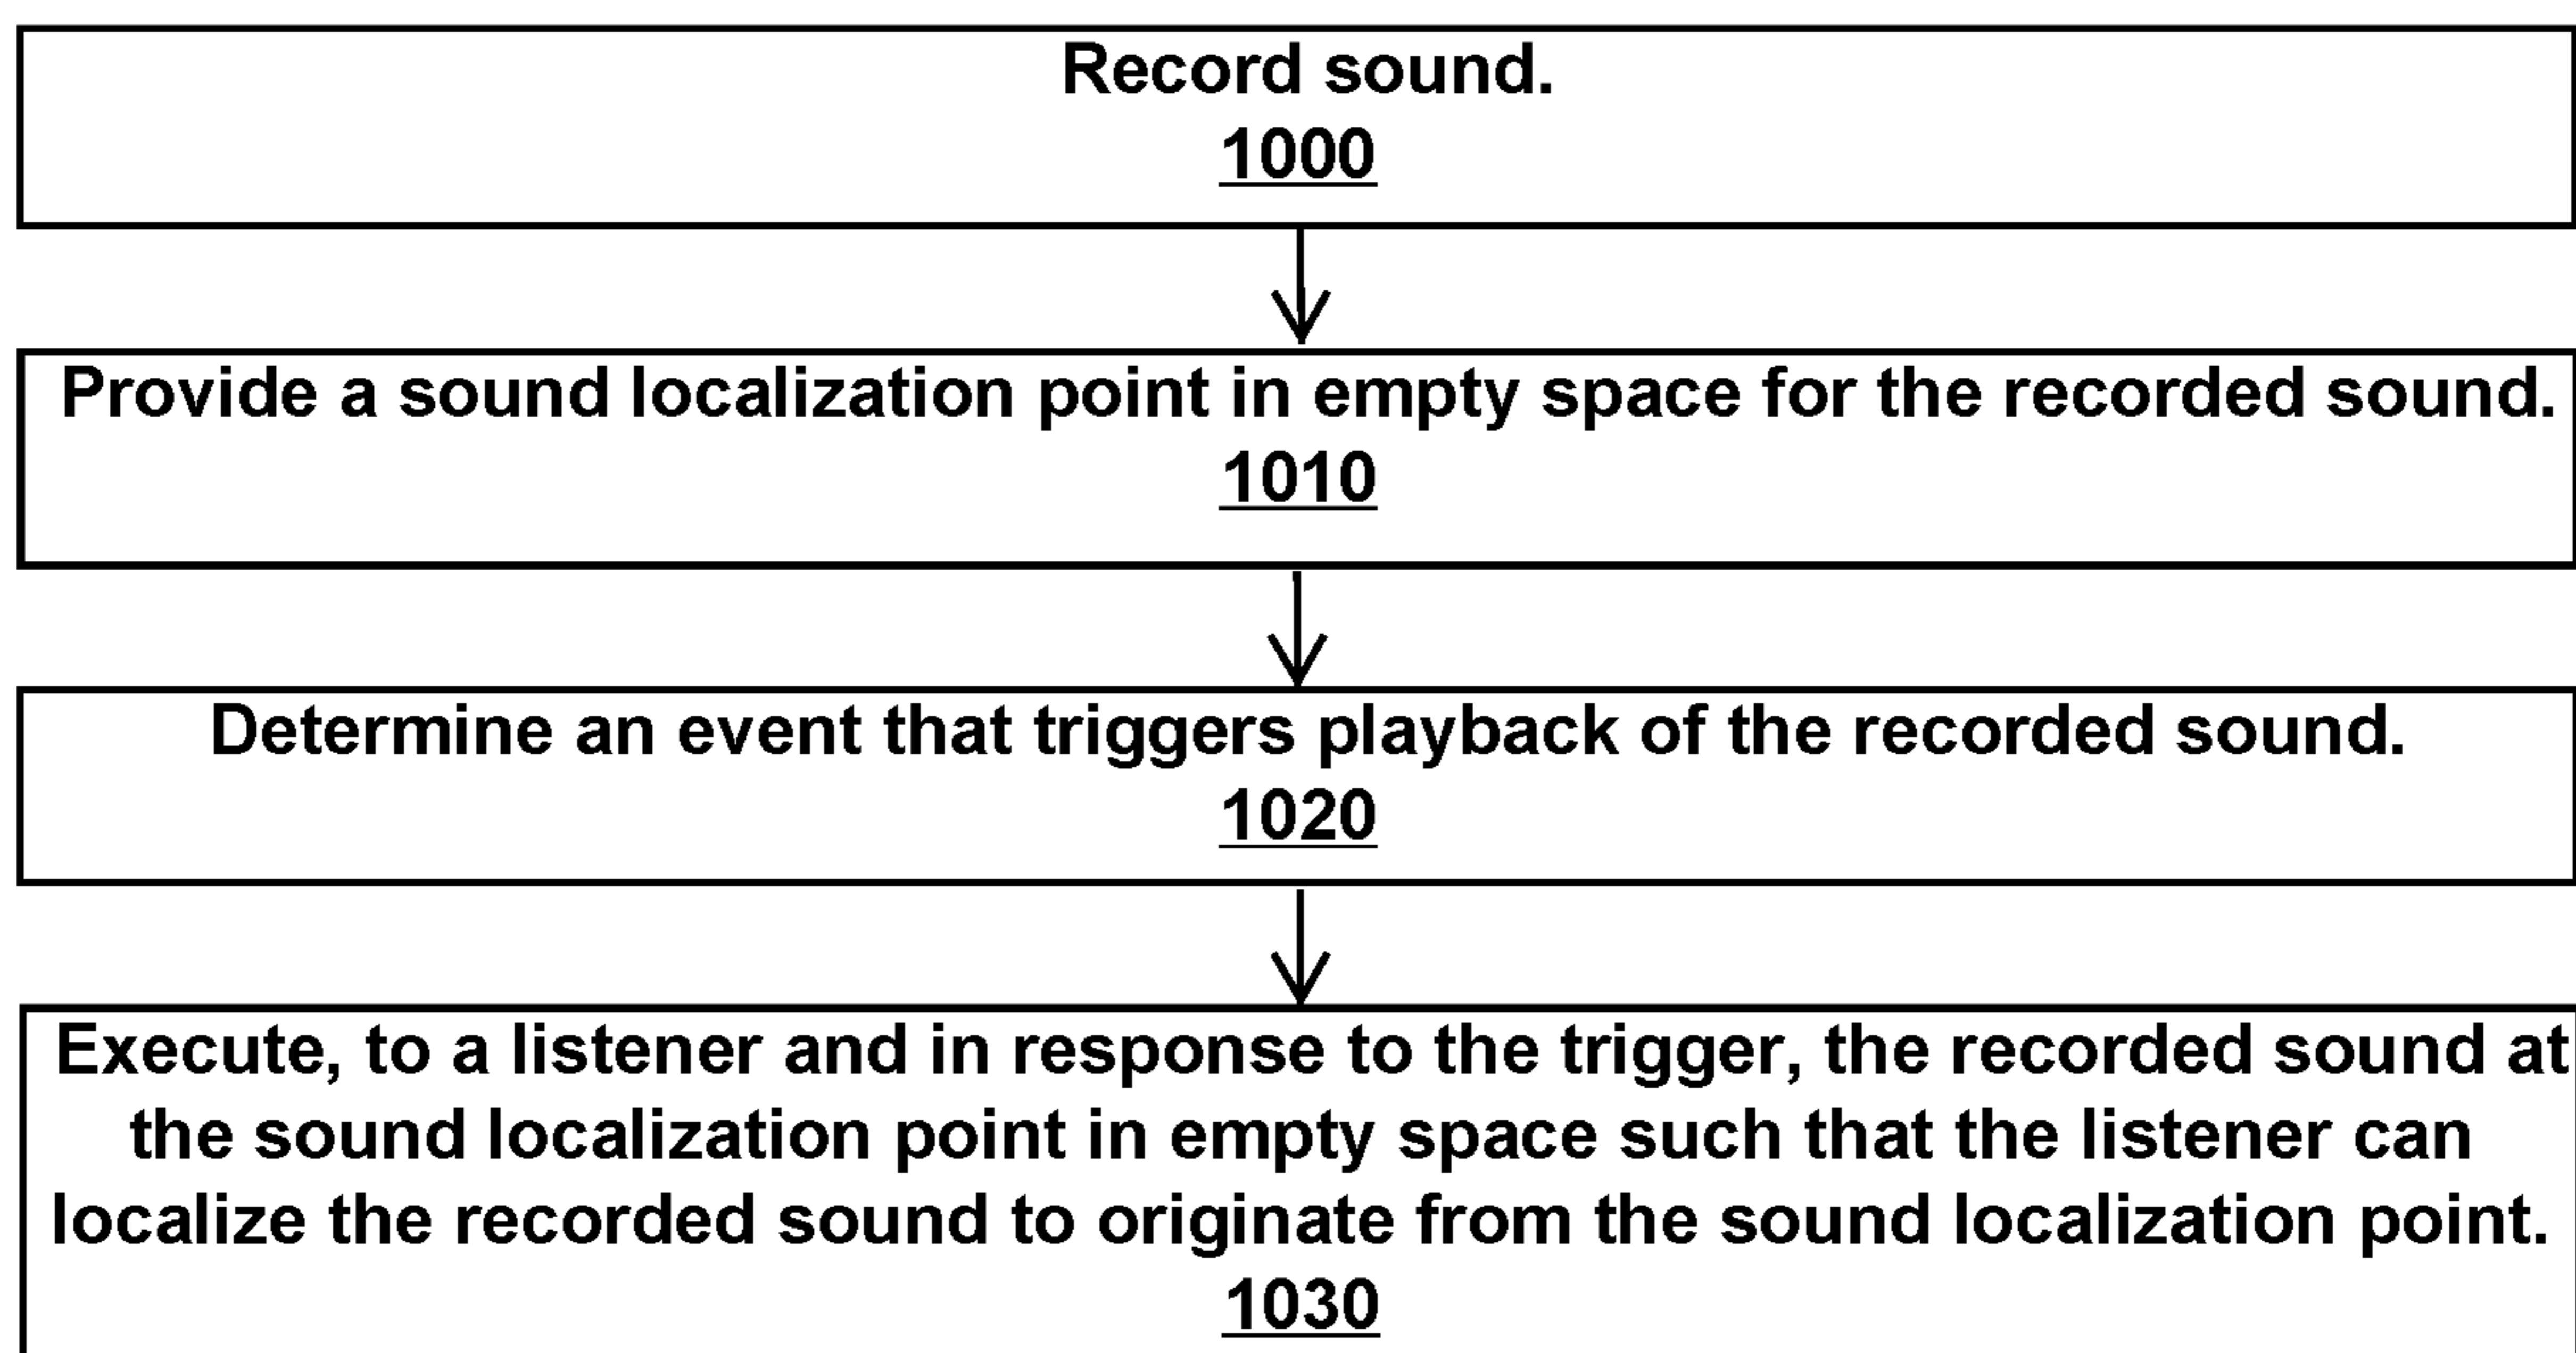 Record sound.
1000
Provide a sound localization point in empty space for the recorded sound.
1010
Determine an event that triggers playback of the recorded sound.
1020
Execute, to a listener and in response to the trigger, the recorded sound at
the sound localization point in empty space such that the listener can
localize the recorded sound to originate from the sound localization point.
1030